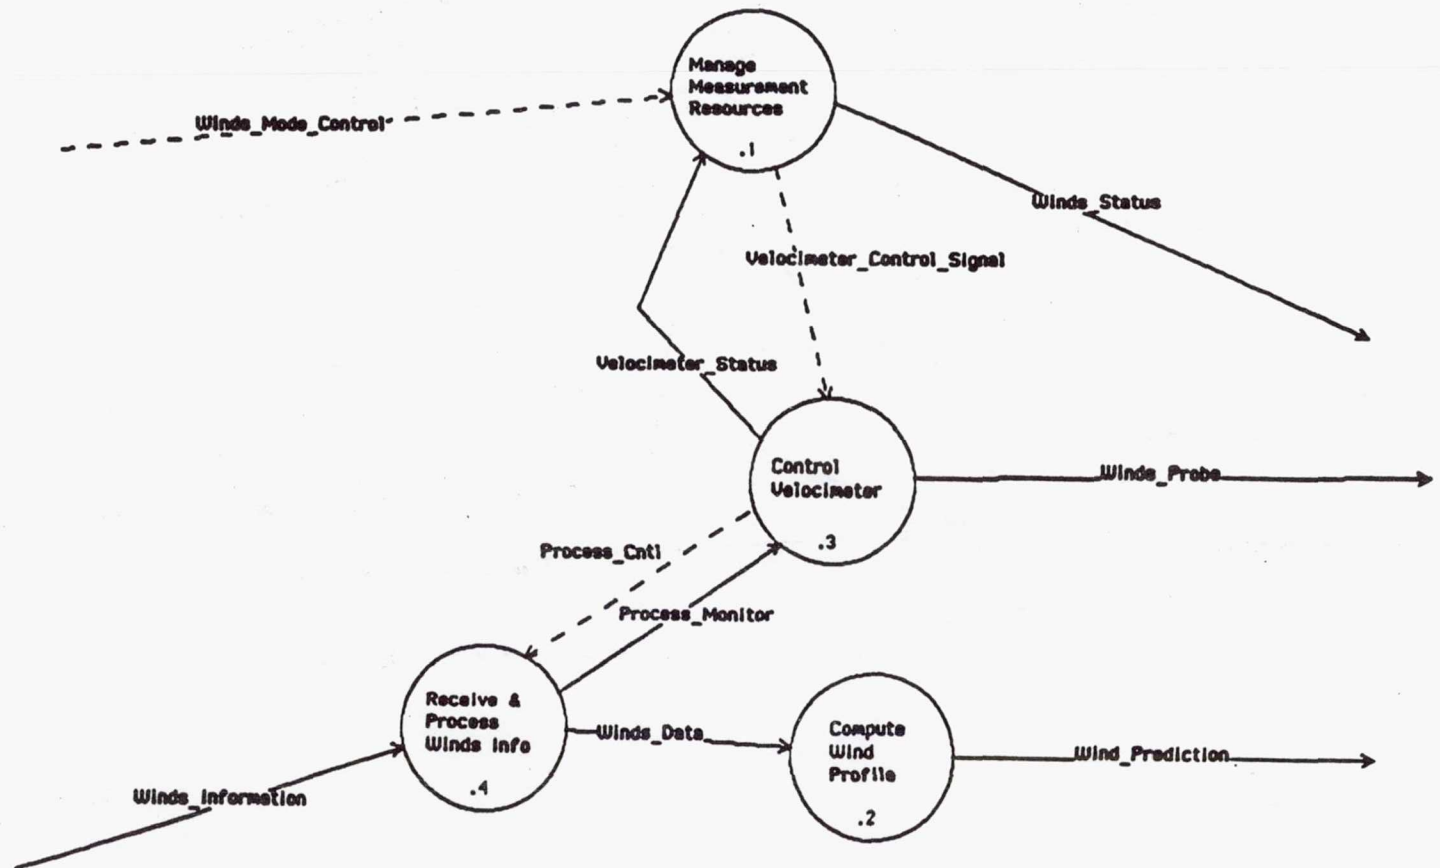 Manage
Measurement
Resources
.1
Winds_Mode_Control
Winds_Status
Velocimeter_Control_Signal
Velocimeter_Status
Control
Velocimeter
.3
Winds_Probe
Process_Cntl
Process_Monitor
Receive &
Process
Winds Info
.4
Winds_Data
Compute
Wind
Profile
.2
Wind_Prediction
Winds_Information